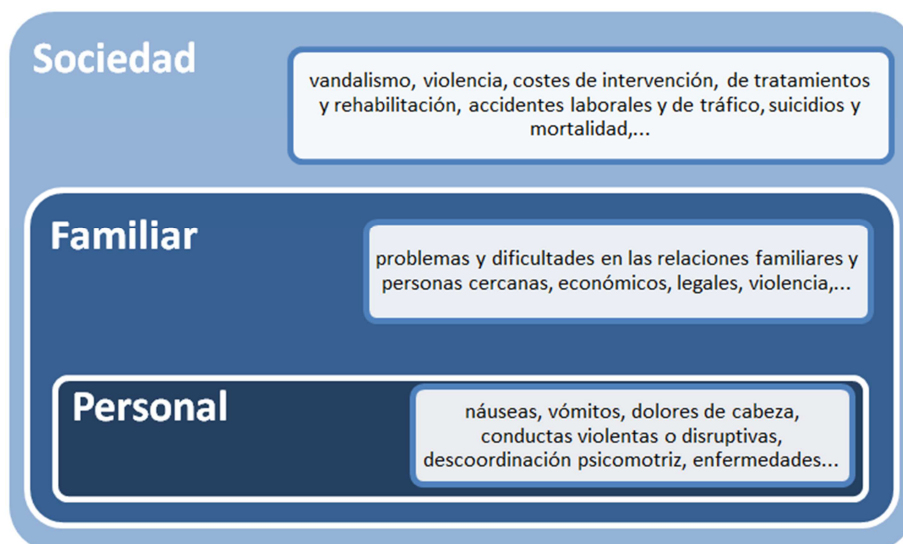 Sociedad
vandalismo, violencia, costes de intervención, de tratamientos
y rehabilitación, accidentes laborales y de tráfico, suicidios y
mortalidad,...
Familiar
problemas y dificultades en las relaciones familiares y
personas cercanas, económicos, legales, violencia,...
Personal
náuseas, vómitos, dolores de cabeza,
conductas violentas o disruptivas,
descoordinación psicomotriz, enfermedades...